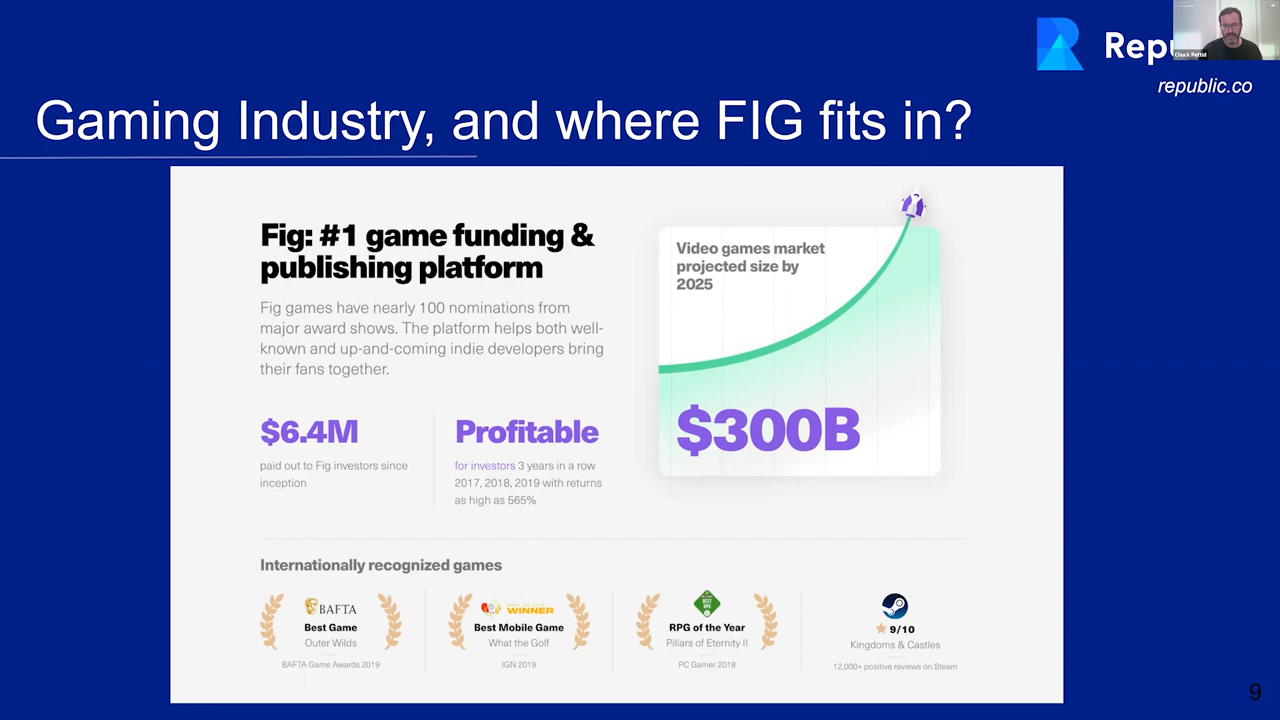 Rep
Chuck Pettid
republic.co
Gaming Industry, and where FIG fits in?
Fig: #1 game funding &
publishing platform
Fig games have nearly 100 nominations from
major award shows. The platform helps both well-
known and up-and-coming indie developers bring
their fans together.
$6.4M
paid out to Fig investors since
inception
Profitable
for investors 3 years in a row
2017, 2018, 2019 with returns
as high as 565%
Video games market
projected size by
2025
$300B
Internationally recognized games
BAFTA
Best Game
Outer Wilds
BAFTA Game Awards 2019
WINNER
Best Mobile Game
What the Golf
IGN 2019
BEST
RPG
RPG of the Year
Pillars of Eternity II
PC Gamer 2018
9/10
Kingdoms & Castles
12,000+ positive reviews on Steam
9